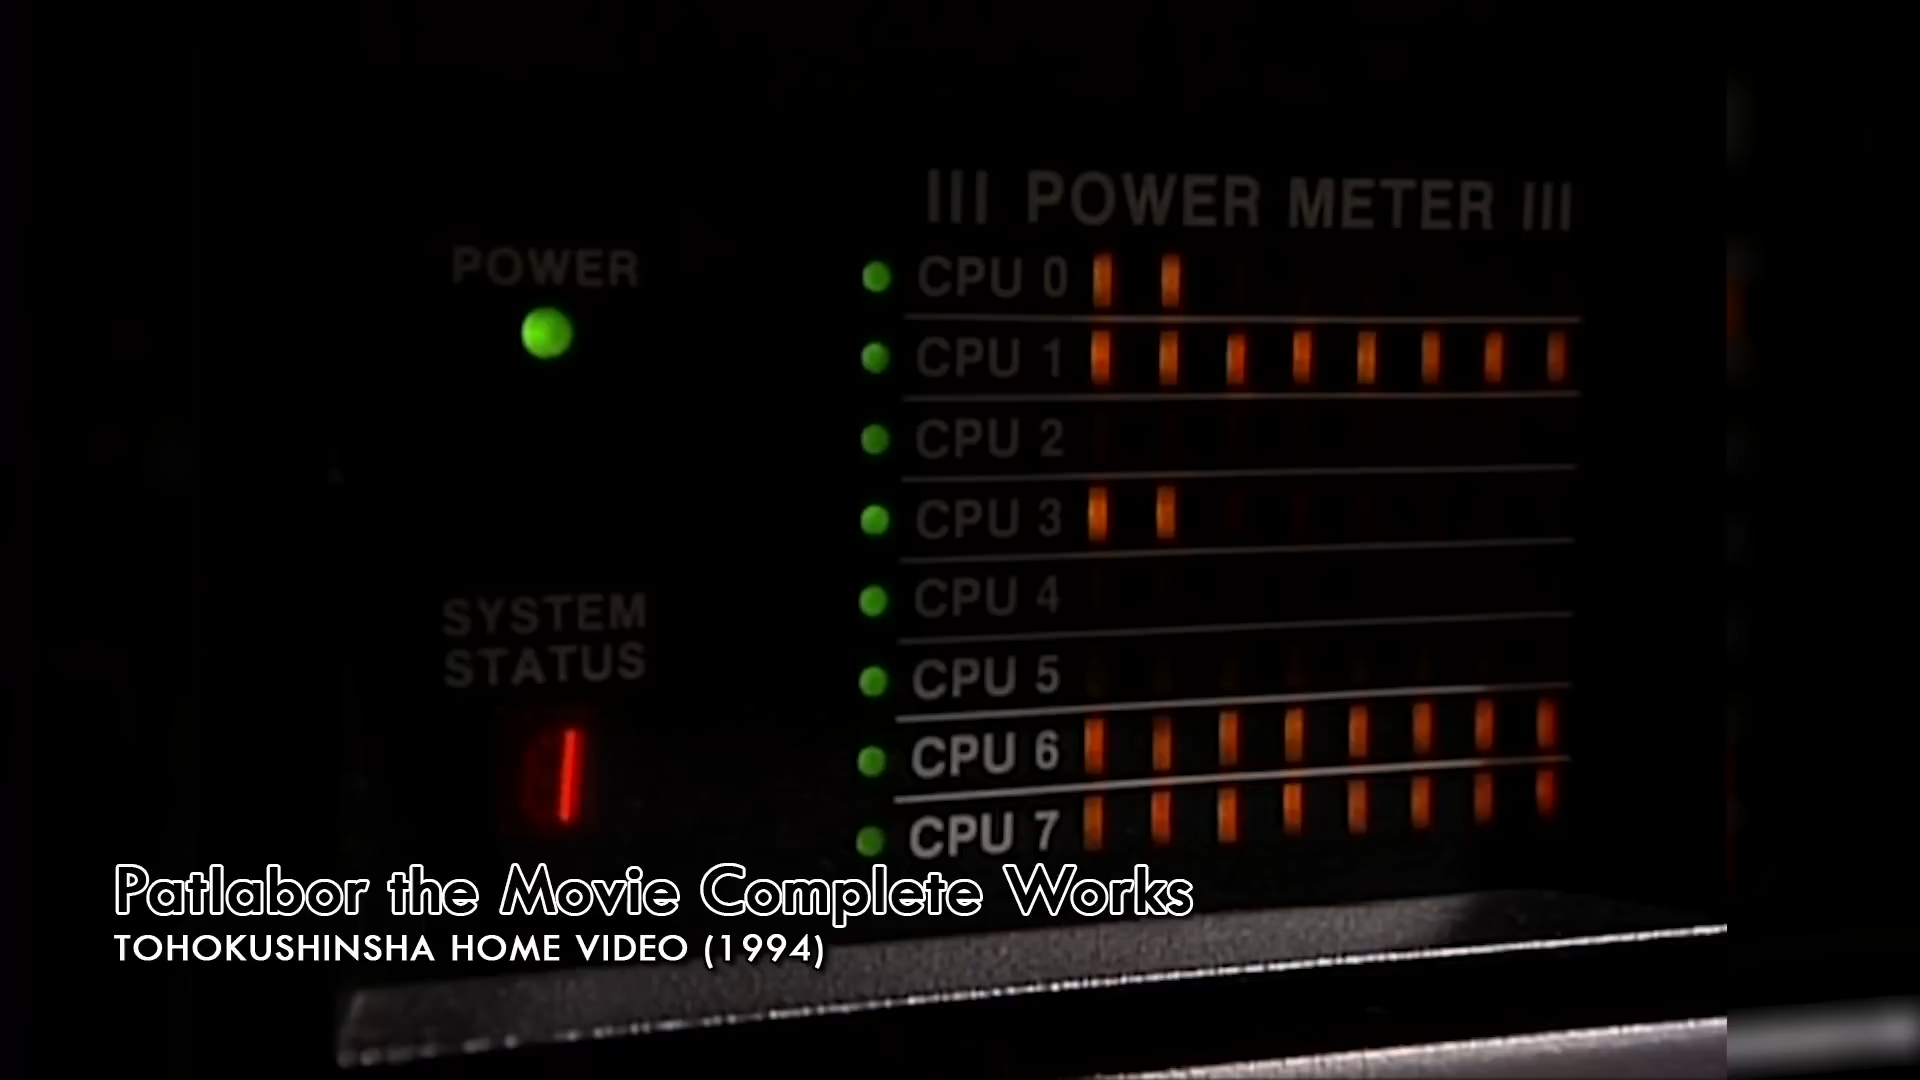 III POWER METER III
POWER
CPU 0
CPU 1
CPU 2
CPU 3
CPU 4
CPU 5
CPU 6
CPU 7
SYSTEM
STATUS
Patlabor the Movie Complete Works
TOHOKUSHINSHA HOME VIDEO (1994)